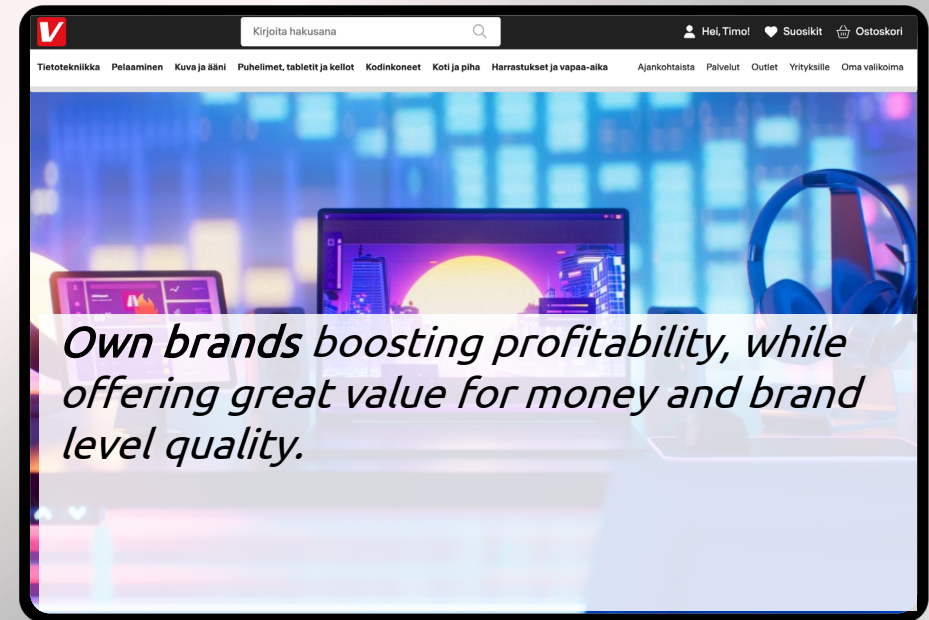 V
Kirjoita hakusana
Hei, Timo! Suosikit Ostoskori
Tietotekniikka Pelaaminen Kuva ja ääni Puhelimet, tabletit ja kellot Kodinkoneet Koti ja piha Harrastukset ja vapaa-aika Ajankohtaista Palvelut Outlet Yrityksille Oma valikoima
Own brands boosting profitability, while
offering great value for money and brand
level quality.